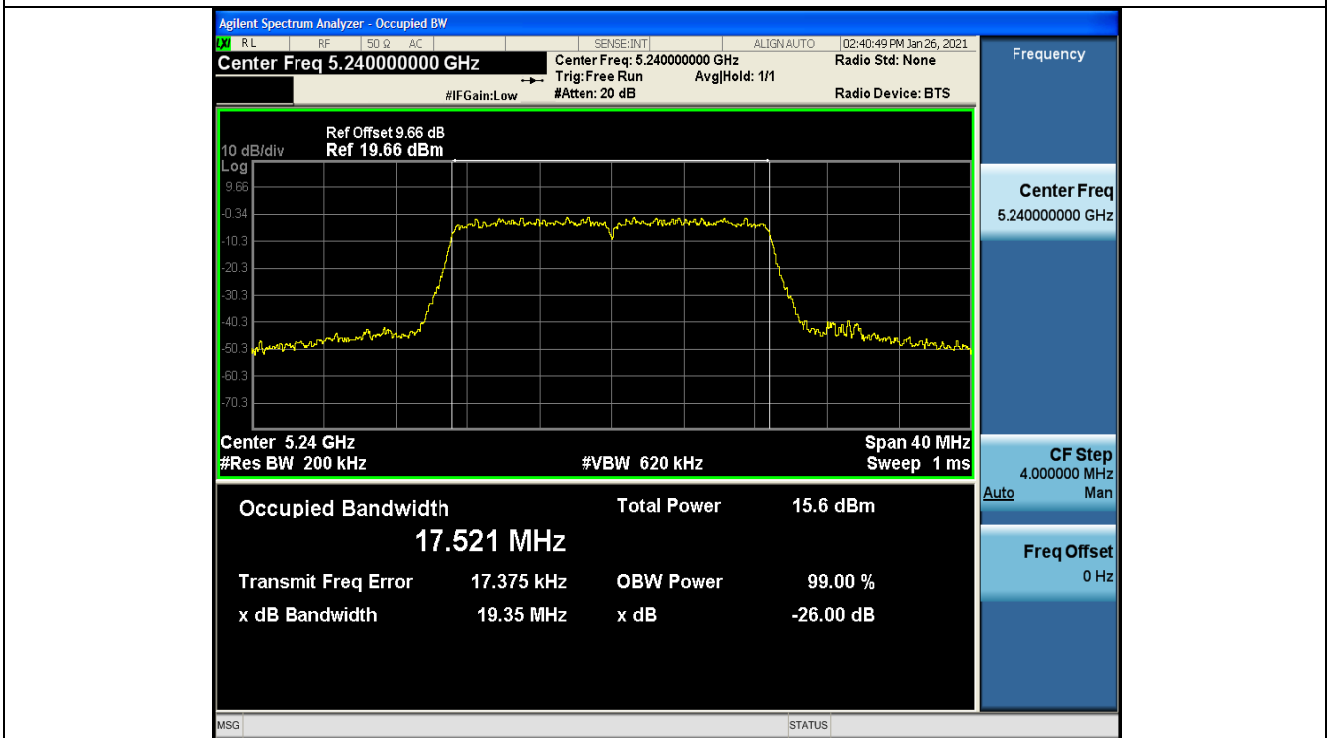 Agilent Spectrum Analyzer - Occupied BW
LXI RL RF 50 Ω AC SENSE:INT ALIGN AUTO 02:40:49 PM Jan 26, 2021
Center Freq 5.240000000 GHz
Center Freq: 5.240000000 GHz Radio Std: None
Trig:Free Run Avg|Hold: 1/1
#IFGain:Low #Atten: 20 dB Radio Device: BTS
Ref Offset 9.66 dB
10 dB/div Ref 19.66 dBm
Log
9.66
-0.34
-10.3
-20.3
-30.3
-40.3
-50.3
-60.3
-70.3
Center 5.24 GHz Span 40 MHz
#Res BW 200 kHz #VBW 620 kHz Sweep 1 ms
Occupied Bandwidth Total Power 15.6 dBm
17.521 MHz
Transmit Freq Error 17.375 kHz OBW Power 99.00 %
x dB Bandwidth 19.35 MHz x dB -26.00 dB
MSG STATUS
Frequency
Center Freq
5.240000000 GHz
CF Step
4.000000 MHz
Auto Man
Freq Offset
0 Hz